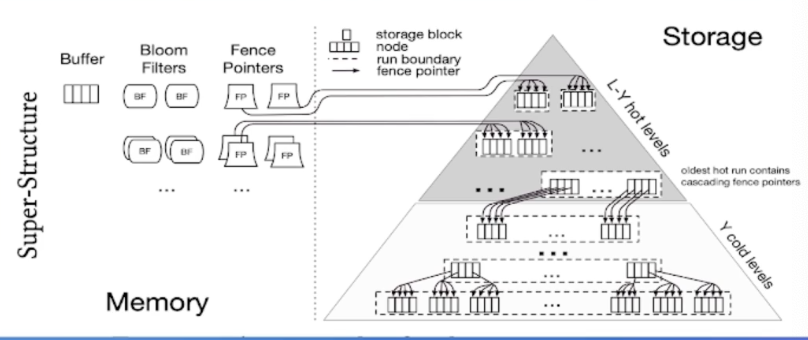 Super-Structure
Buffer
Bloom
Filters
Fence
Pointers
BF
BF
FP
FP
BF
BF
FP
FP
...
...
Memory
storage block
node
run boundary
fence pointer
Storage
L-Y hot levels
...
oldest hot run contains
cascading fence pointers
...
...
...
Y cold levels
...
...
...